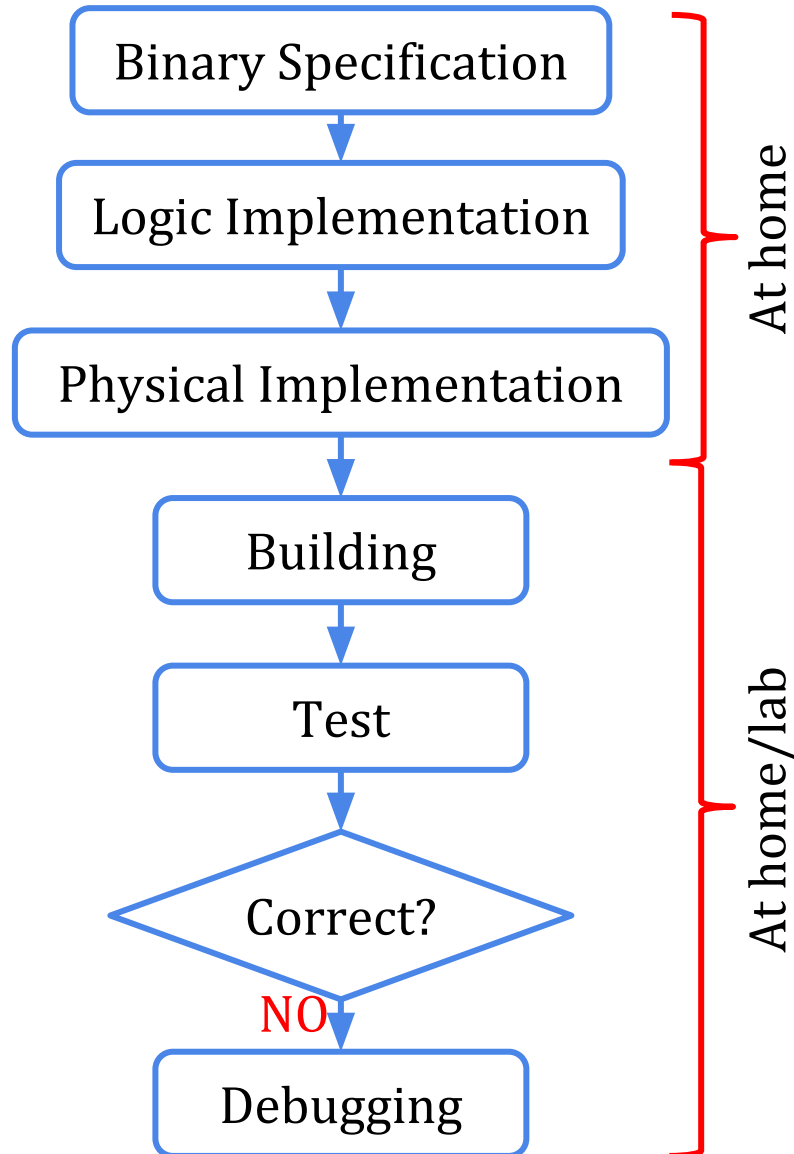 Binary Specification
Logic Implementation
Physical Implementation
Building
Test
Correct?
NO
Debugging
At home
At home/lab